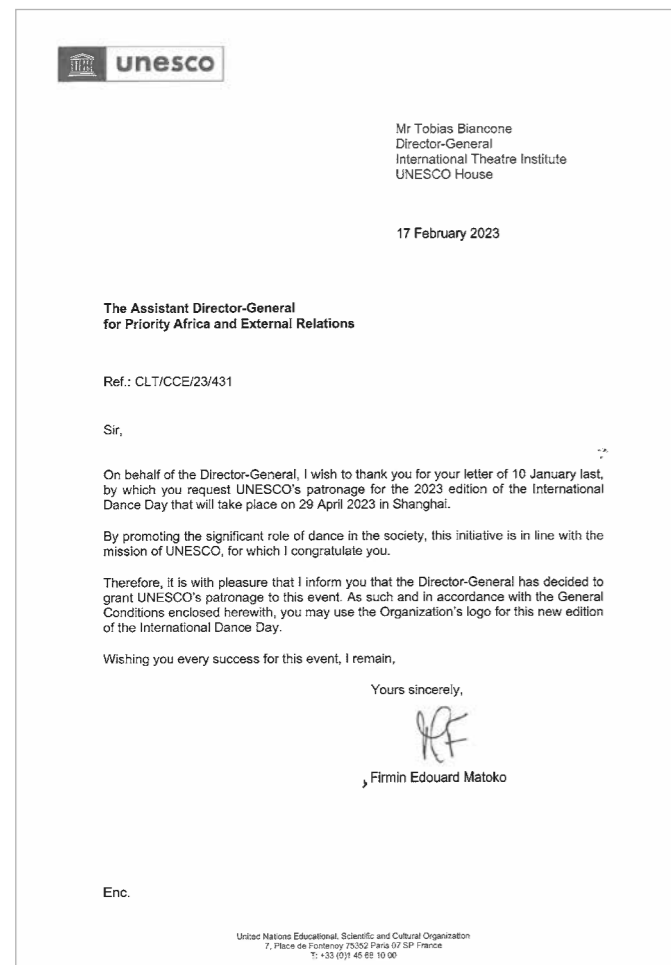 unesco
Mr Tobias Biancone
Director-General
International Theatre Institute
UNESCO House
17 February 2023
The Assistant Director-General
for Priority Africa and External Relations
Ref.: CLT/CCE/23/431
Sir,
On behalf of the Director-General, I wish to thank you for your letter of 10 January last,
by which you request UNESCO's patronage for the 2023 edition of the International
Dance Day that will take place on 29 April 2023 in Shanghai.
By promoting the significant role of dance in the society, this initiative is in line with the
mission of UNESCO, for which I congratulate you.
Therefore, it is with pleasure that I inform you that the Director-General has decided to
grant UNESCO's patronage to this event. As such and in accordance with the General
Conditions enclosed herewith, you may use the Organization's logo for this new edition
of the International Dance Day.
Wishing you every success for this event, I remain,
Yours sincerely,
Firmin Edouard Matoko
Enc.
United Nations Educational, Scientific and Cultural Organization
7, Place de Fontenoy 75352 Paris 07 SP France
T: +33 (0)1 45 68 10 00